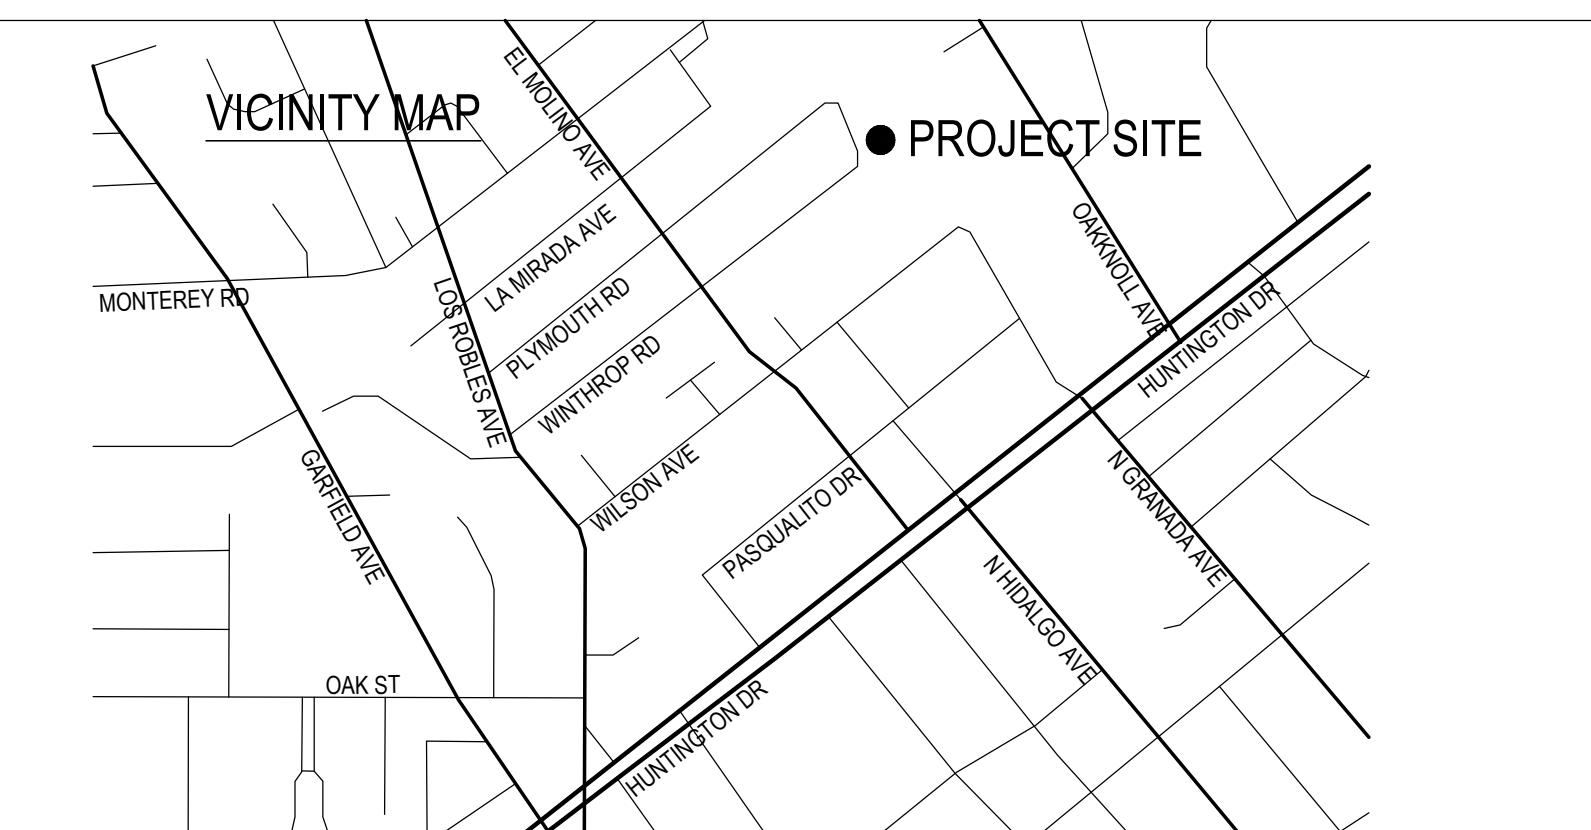 VICINITY MAP
EL MOLINO AVE
PROJECT SITE
OAKKNOLL AVE
LA MIRADA AVE
MONTEREY RD
LOS ROBLES AVE
PLYMOUTH RD
HUNTINGTON DR
WINTHROP RD
WILSON AVE
GARFIELD AVE
PASQUALITO DR
N GRANADA AVE
N HIDALGO AVE
OAK ST
HUNTINGTON DR